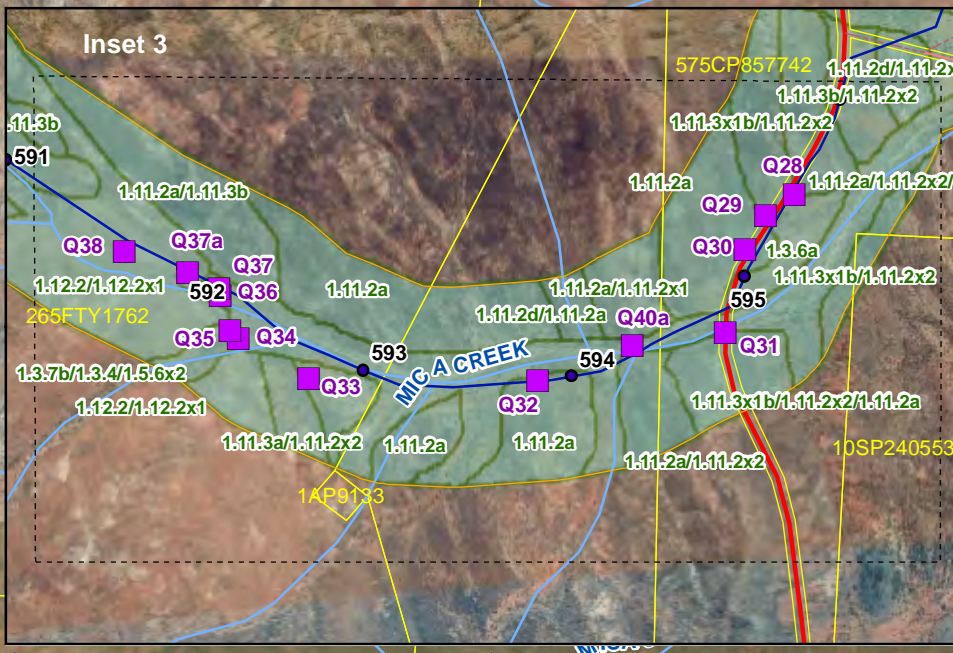 Inset 3
575CP857742
1.11.2d/1.11.2x
1.11.3b/1.11.2x2
1.11.3x1b/1.11.2x2
.11.3b
591
Q28
1.11.2a
1.11.2a/1.11.2x2/
1.11.2a/1.11.3b
Q29
Q38
Q37a
Q30
1.3.6a
Q37
1.11.3x1b/1.11.2x2
1.12.2/1.12.2x1
592
Q36
1.11.2a
1.11.2a/1.11.2x1
595
265FTY1762
1.11.2d/1.11.2a
Q35
Q34
Q40a
Q31
593
MIC A CREEK
594
1.3.7b/1.3.4/1.5.6x2
Q33
Q32
1.12.2/1.12.2x1
1.11.3x1b/1.11.2x2/1.11.2a
1.11.3a/1.11.2x2
1.11.2a
1.11.2a
10SP240553
1.11.2a/1.11.2x2
1AP9133